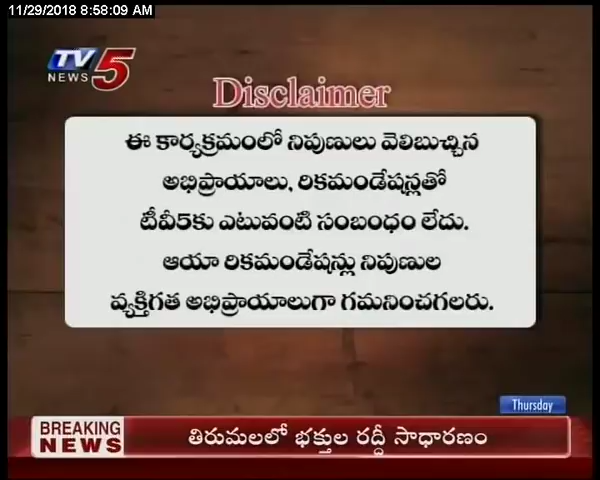 11/29/2018 8:58:09 AM
TV5
NEWS
Disclaimer
ఈ కార్యక్రమంలో నిపుణులు వెలిబుచ్చిన
అభిప్రాయాలు, రికమండేషన్లతో
టీవీ5కు ఎటువంటి సంబంధం లేదు.
ఆయా రికమండేషన్లు నిపుణుల
వ్యక్తిగత అభిప్రాయాలుగా గమనించగలరు.
Thursday
BREAKING
NEWS
తిరుమలలో భక్తుల రద్దీ సాధారణం